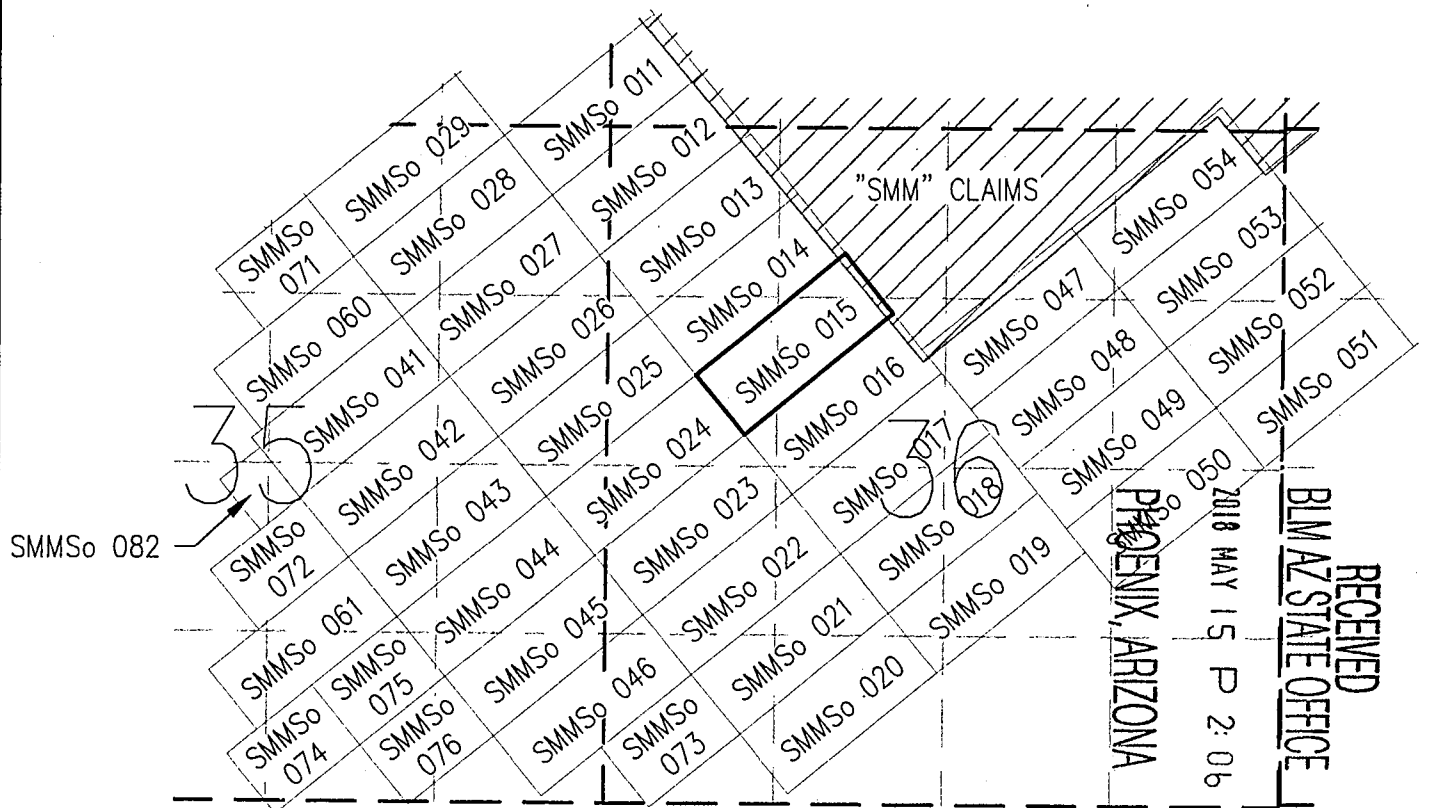 SMMSo 011
SMMSo 029
SMMSo 012
SMMSo 028
"SMM" CLAIMS
SMMSo 054
SMMSo 013
SMMSo
071
SMMSo 027
SMMSo 053
SMMSo 014
SMMSo 047
SMMSo 060
SMMSo 026
SMMSo 052
SMMSo 015
SMMSo 041
SMMSo 025
SMMSo 048
SMMSo 051
SMMSo 016
35
SMMSo 042
SMMSo 024
36
SMMSo 017
SMMSo 049
SMMSo 082
SMMSo
072
SMMSo 043
SMMSo 023
SMMSo 018
SMMSo 050
SMMSo 061
SMMSo 044
SMMSo 022
SMMSo 019
SMMSo
075
SMMSo 045
SMMSo 021
SMMSo
074
SMMSo
076
SMMSo 046
SMMSo
073
SMMSo 020
RECEIVED
BLM AZ STATE OFFICE
2018 MAY 15 P 2:06
PHOENIX, ARIZONA